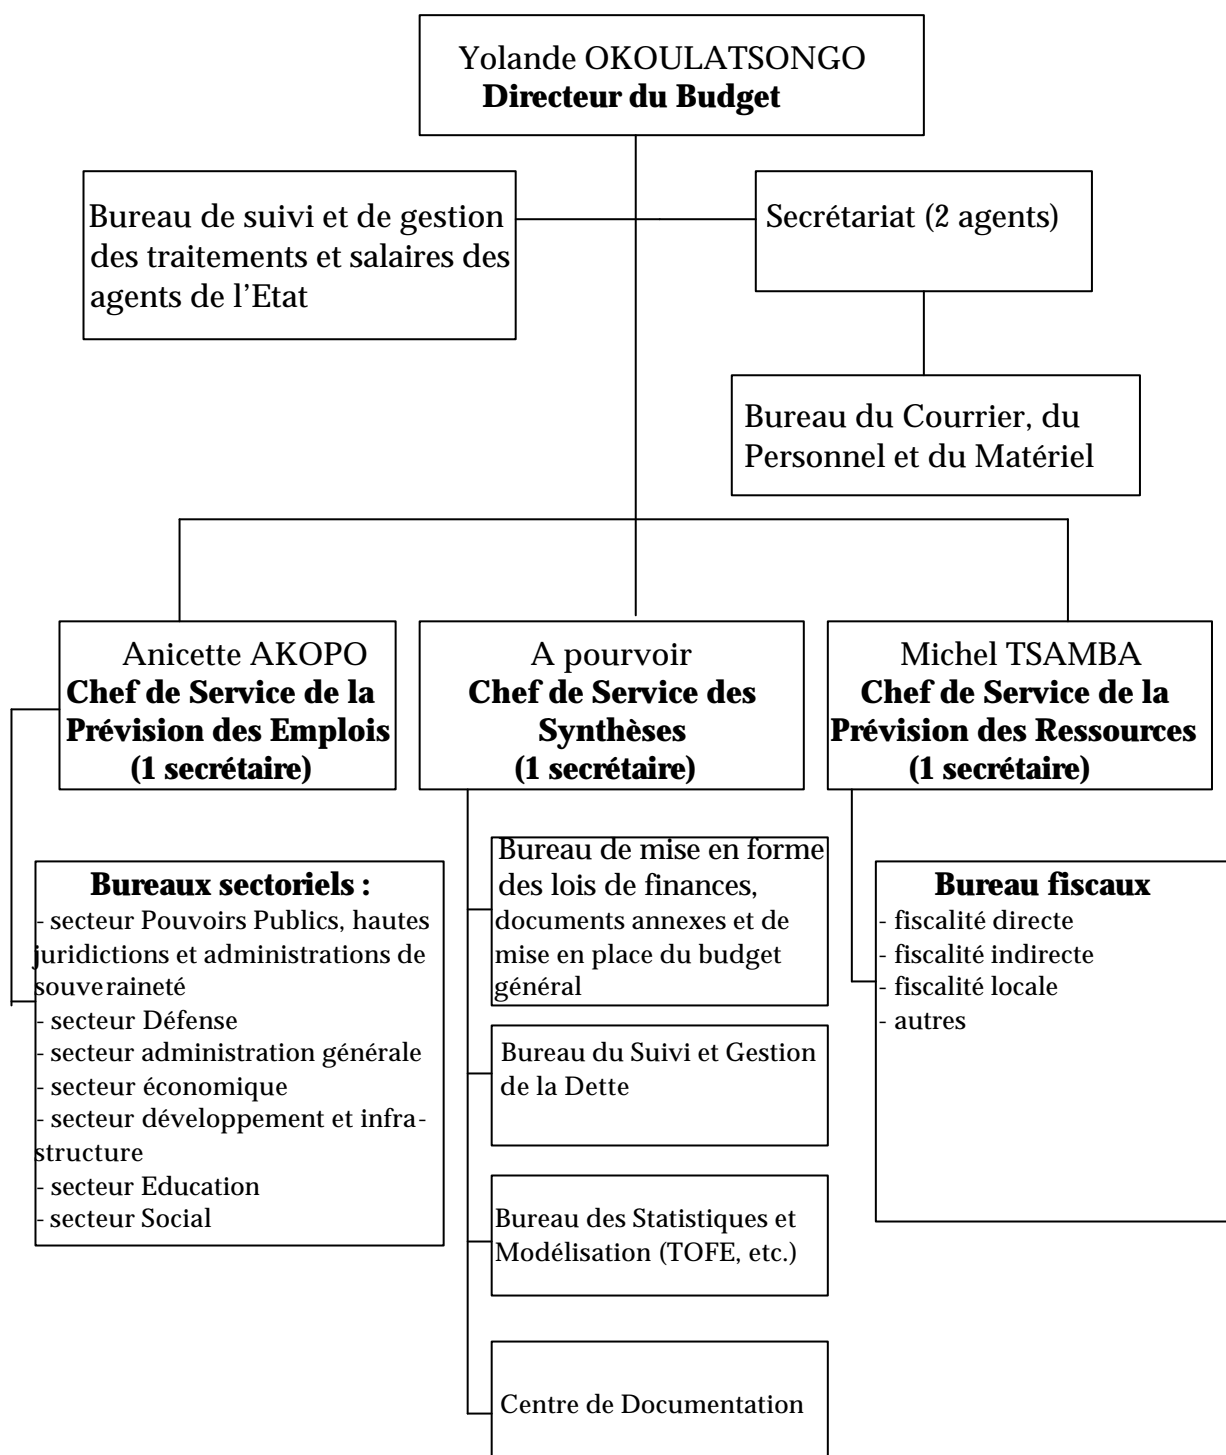 Yolande OKOULATSONGO
Directeur du Budget
Bureau de suivi et de gestion
des traitements et salaires des
agents de l'Etat
Secrétariat (2 agents)
Bureau du Courrier, du
Personnel et du Matériel
Anicette AKOPO
Chef de Service de la
Prévision des Emplois
(1 secrétaire)
A pourvoir
Chef de Service des
Synthèses
(1 secrétaire)
Michel TSAMBA
Chef de Service de la
Prévision des Ressources
(1 secrétaire)
Bureaux sectoriels :
- secteur Pouvoirs Publics, hautes
juridictions et administrations de
souveraineté
- secteur Défense
- secteur administration générale
- secteur économique
- secteur développement et infra-
structure
- secteur Education
- secteur Social
Bureau de mise en forme
des lois de finances,
documents annexes et de
mise en place du budget
général
Bureau du Suivi et Gestion
de la Dette
Bureau des Statistiques et
Modélisation (TOFE, etc.)
Centre de Documentation
Bureau fiscaux
- fiscalité directe
- fiscalité indirecte
- fiscalité locale
- autres